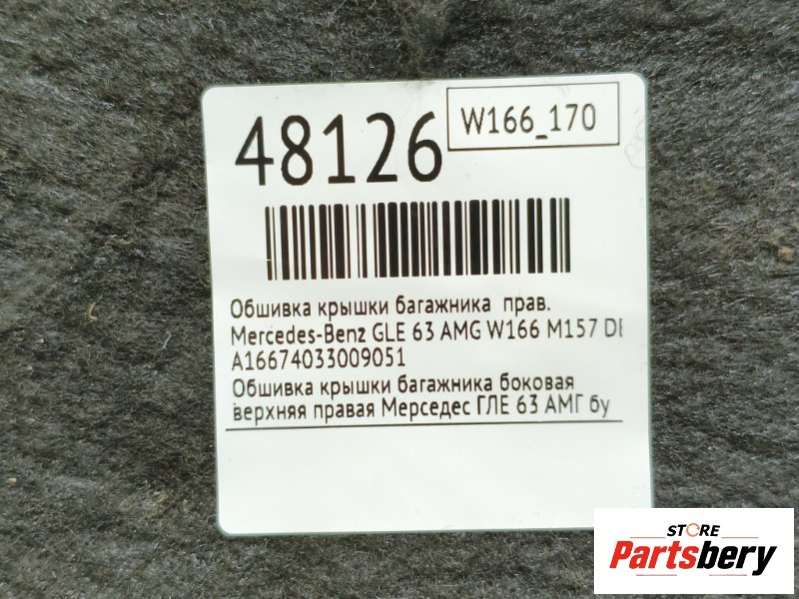 48126
W166_170
Обшивка крышки багажника прав.
Mercedes-Benz GLE 63 AMG W166 M157 DE
A16674033009051
Обшивка крышки багажника боковая
верхняя правая Мерседес ГЛЕ 63 АМГ бу
STORE
Partsbery